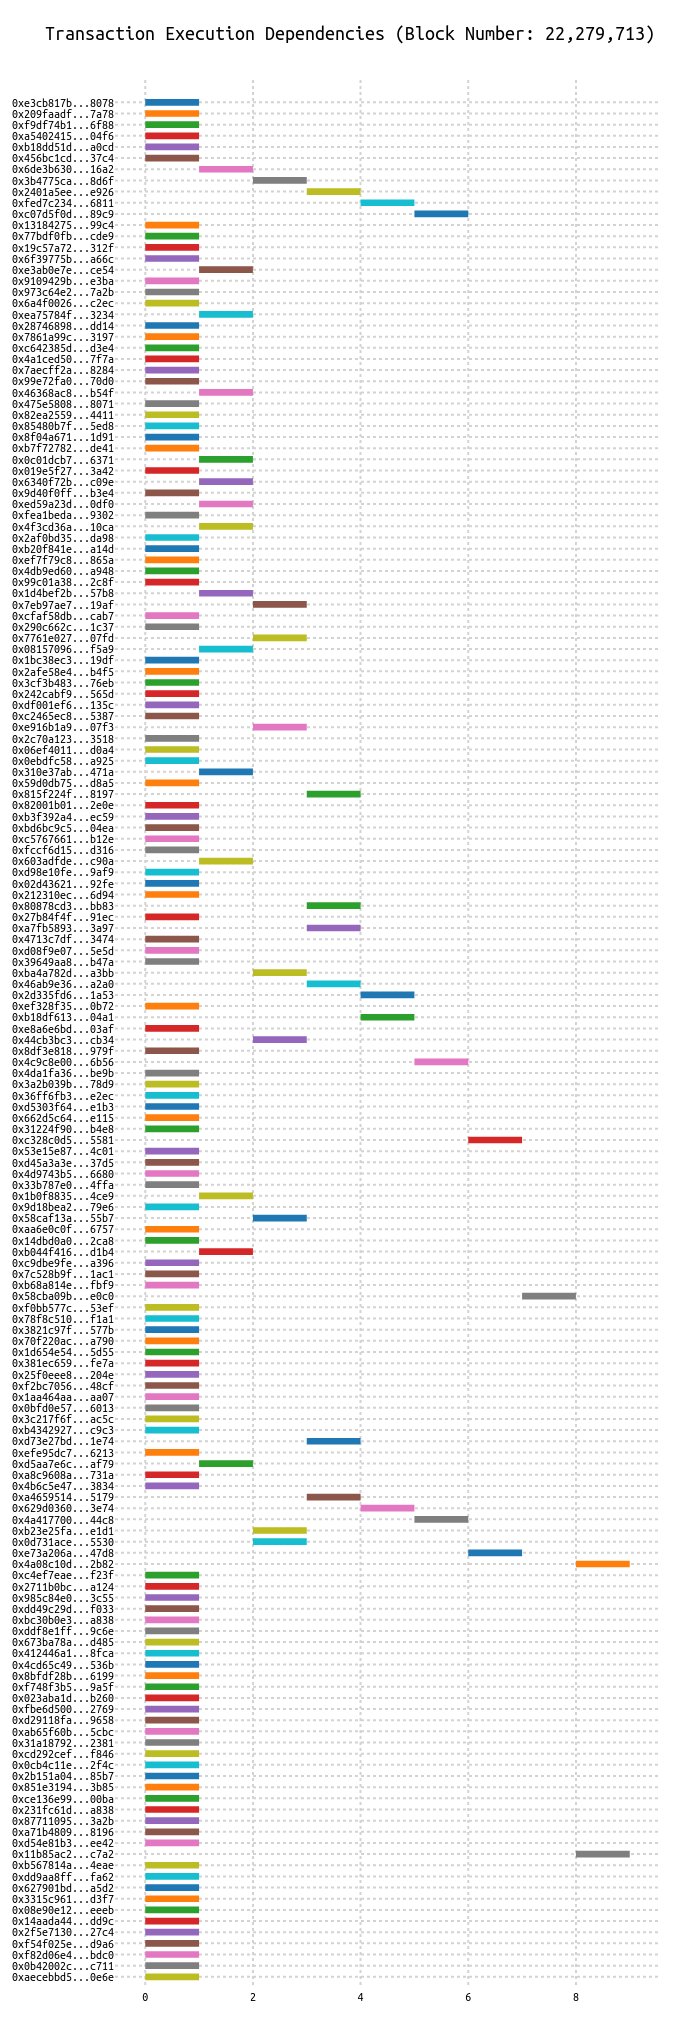 Transaction Execution Dependencies (Block Number: 22,279,713)
0xe3cb817b...8078
0x209faadf...7a78
0xf9df74b1...6f88
0xa5402415...04f6
0xb18dd51d...a0cd
0x456bc1cd...37c4
0x6de3b630...16a2
0x3b4775ca...8d6f
0x2401a5ee...e926
0xfed7c234...6811
0xc07d5f0d...89c9
0x13184275...99c4
0x77bdf0fb...cde9
0x19c57a72...312f
0x6f39775b...a66c
0xe3ab0e7e...ce54
0x9109429b...e3ba
0x973c64e2...7a2b
0x6a4f0026...c2ec
0xea75784f...3234
0x28746898...dd14
0x7861a99c...3197
0xc642385d...d3e4
0x4a1ced50...7f7a
0x7aecff2a...8284
0x99e72fa0...70d0
0x46368ac8...b54f
0x475e5808...8071
0x82ea2559...4411
0x85480b7f...5ed8
0x8f04a671...1d91
0xb7f72782...de41
0x0c01dcb7...6371
0x019e5f27...3a42
0x6340f72b...c09e
0x9d40f0ff...b3e4
0xed59a23d...0df0
0xfea1beda...9302
0x4f3cd36a...10ca
0x2af0bd35...da98
0xb20f841e...a14d
0xef7f79c8...865a
0x4db9ed60...a948
0x99c01a38...2c8f
0x1d4bef2b...57b8
0x7eb97ae7...19af
0xcfaf58db...cab7
0x290c662c...1c37
0x7761e027...07fd
0x08157096...f5a9
0x1bc38ec3...19df
0x2afe58e4...b4f5
0x3cf3b483...76eb
0x242cabf9...565d
0xdf001ef6...135c
0xc2465ec8...5387
0xe916b1a9...07f3
0x2c70a123...3518
0x06ef4011...d0a4
0x0ebdfc58...a925
0x310e37ab...471a
0x59d0db75...d8a5
0x815f224f...8197
0x82001b01...2e0e
0xb3f392a4...ec59
0xbd6bc9c5...04ea
0xc5767661...b12e
0xfccf6d15...d316
0x603adfde...c90a
0xd98e10fe...9af9
0x02d43621...92fe
0x212310ec...6d94
0x80878cd3...bb83
0x27b84f4f...91ec
0xa7fb5893...3a97
0x4713c7df...3474
0xd08f9e07...5e5d
0x39649aa8...b47a
0xba4a782d...a3bb
0x46ab9e36...a2a0
0x2d335fd6...1a53
0xef328f35...0b72
0xb18df613...04a1
0xe8a6e6bd...03af
0x44cb3bc3...cb34
0x8df3e818...979f
0x4c9c8e00...6b56
0x4da1fa36...be9b
0x3a2b039b...78d9
0x36ff6fb3...e2ec
0xd5303f64...e1b3
0x662d5c64...e115
0x31224f90...b4e8
0xc328c0d5...5581
0x53e15e87...4c01
0xd45a3a3e...37d5
0x4d9743b5...6680
0x33b787e0...4ffa
0x1b0f8835...4ce9
0x9d18bea2...79e6
0x58caf13a...55b7
0xaa6e0c0f...6757
0x14dbd0a0...2ca8
0xb044f416...d1b4
0xc9dbe9fe...a396
0x7c528b9f...1ac1
0xb68a814e...fbf9
0x58cba09b...e0c0
0xf0bb577c...53ef
0x78f8c510...f1a1
0x3821c97f...577b
0x70f220ac...a790
0x1d654e54...5d55
0x381ec659...fe7a
0x25f0eee8...204e
0xf2bc7056...48cf
0x1aa464aa...aa07
0x0bfd0e57...6013
0x3c217f6f...ac5c
0xb4342927...c9c3
0xd73e27bd...1e74
0xefe95dc7...6213
0xd5aa7e6c...af79
0xa8c9608a...731a
0x4b6c5e47...3834
0xa4659514...5179
0x629d0360...3e74
0x4a417700...44c8
0xb23e25fa...e1d1
0x0d731ace...5530
0xe73a206a...47d8
0x4a08c10d...2b82
0xc4ef7eae...f23f
0x2711b0bc...a124
0x985c84e0...3c55
0xdd49c29d...f033
0xbc30b0e3...a838
0xddf8e1ff...9c6e
0x673ba78a...d485
0x412446a1...8fca
0x4cd65c49...536b
0x8bfdf28b...6199
0xf748f3b5...9a5f
0x023aba1d...b260
0xfbe6d500...2769
0xd29118fa...9658
0xab65f60b...5cbc
0x31a18792...2381
0xcd292cef...f846
0x0cb4c11e...2f4c
0x2b151a04...85b7
0x851e3194...3b85
0xce136e99...00ba
0x231fc61d...a838
0x87711095...3a2b
0xa71b4809...8196
0xd54e81b3...ee42
0x11b85ac2...c7a2
0xb567814a...4eae
0xdd9aa8ff...fa62
0x627901bd...a5d2
0x3315c961...d3f7
0x08e90e12...eeeb
0x14aada44...dd9c
0x2f5e7130...27c4
0xf54f025e...d9a6
0xf82d06e4...bdc0
0x0b42002c...c711
0xaecebbd5...0e6e
0 2 4 6 8